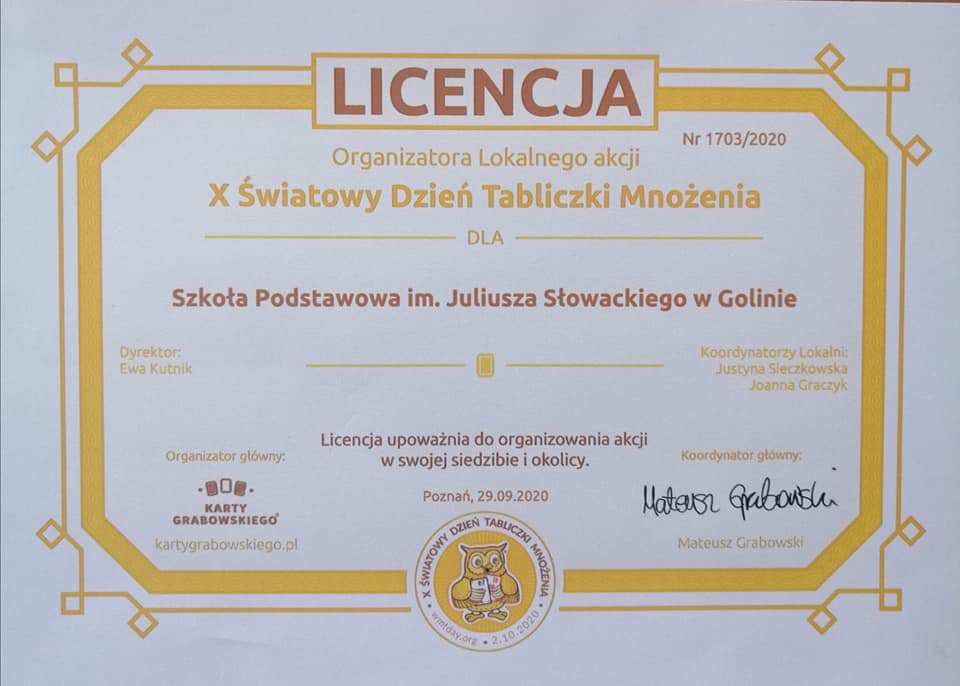 LICENCJA
Nr 1703/2020
Organizatora Lokalnego akcji
X Światowy Dzień Tabliczki Mnożenia
DLA
Szkoła Podstawowa im. Juliusza Słowackiego w Golinie
Dyrektor:
Ewa Kutnik
Koordynatorzy Lokalni:
Justyna Sieczkowska
Joanna Graczyk
Licencja upoważnia do organizowania akcji
w swojej siedzibie i okolicy.
Organizator główny:
KARTY
GRABOWSKIEGO®
kartygrabowskiego.pl
Poznań, 29.09.2020
Koordynator główny:
Mateusz Grabowski
Mateusz Grabowski
X ŚWIATOWY DZIEŃ TABLICZKI MNOŻENIA
wmtday.org • 2.10.2020